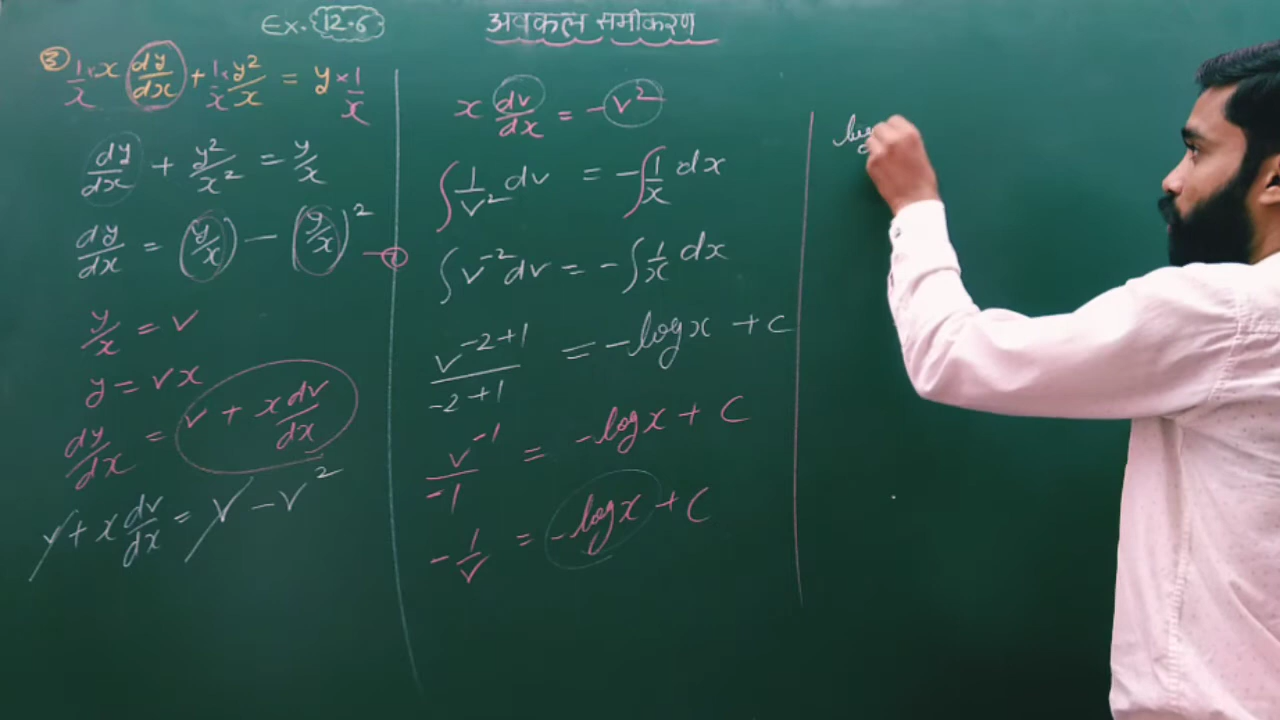 Ex. 12.6
अवकल समीकरण
③ 1/x × x dy/dx + 1/x × y²/x = y × 1/x
dy/dx + y²/x² = y/x
dy/dx = (y/x) - (y/x)² - ①
y/x = v
y = vx
dy/dx = v + x dv/dx
v + x dv/dx = v - v²
x dv/dx = - v²
∫ 1/v² dv = - ∫ 1/x dx
∫ v⁻² dv = - ∫ 1/x dx
v⁻²⁺¹/-2+1 = - log x + c
v⁻¹/-1 = - log x + C
- 1/v = - log x + C
log